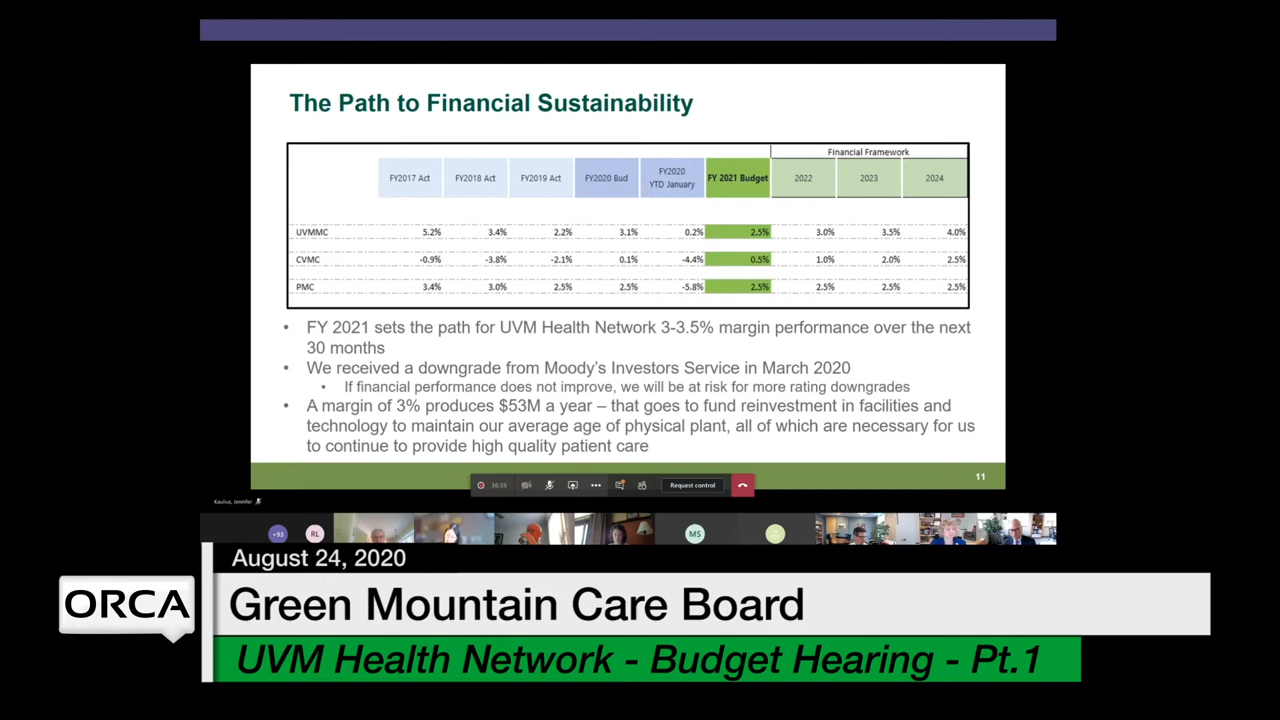 The Path to Financial Sustainability
Financial Framework
FY2017 Act FY2018 Act FY2019 Act FY2020 Bud FY2020 YTD January FY 2021 Budget 2022 2023 2024
UVMMC 5.2% 3.4% 2.2% 3.1% 0.2% 2.5% 3.0% 3.5% 4.0%
CVMC -0.9% -3.8% -2.1% 0.1% -4.4% 0.5% 1.0% 2.0% 2.5%
PMC 3.4% 3.0% 2.5% 2.5% -5.8% 2.5% 2.5% 2.5% 2.5%
• FY 2021 sets the path for UVM Health Network 3-3.5% margin performance over the next
30 months
• We received a downgrade from Moody's Investors Service in March 2020
• If financial performance does not improve, we will be at risk for more rating downgrades
• A margin of 3% produces $53M a year – that goes to fund reinvestment in facilities and
technology to maintain our average age of physical plant, all of which are necessary for us
to continue to provide high quality patient care
11
36:35 Request control
Kaulius, Jennifer
+93 RL MS
August 24, 2020
ORCA
Green Mountain Care Board
UVM Health Network - Budget Hearing - Pt.1